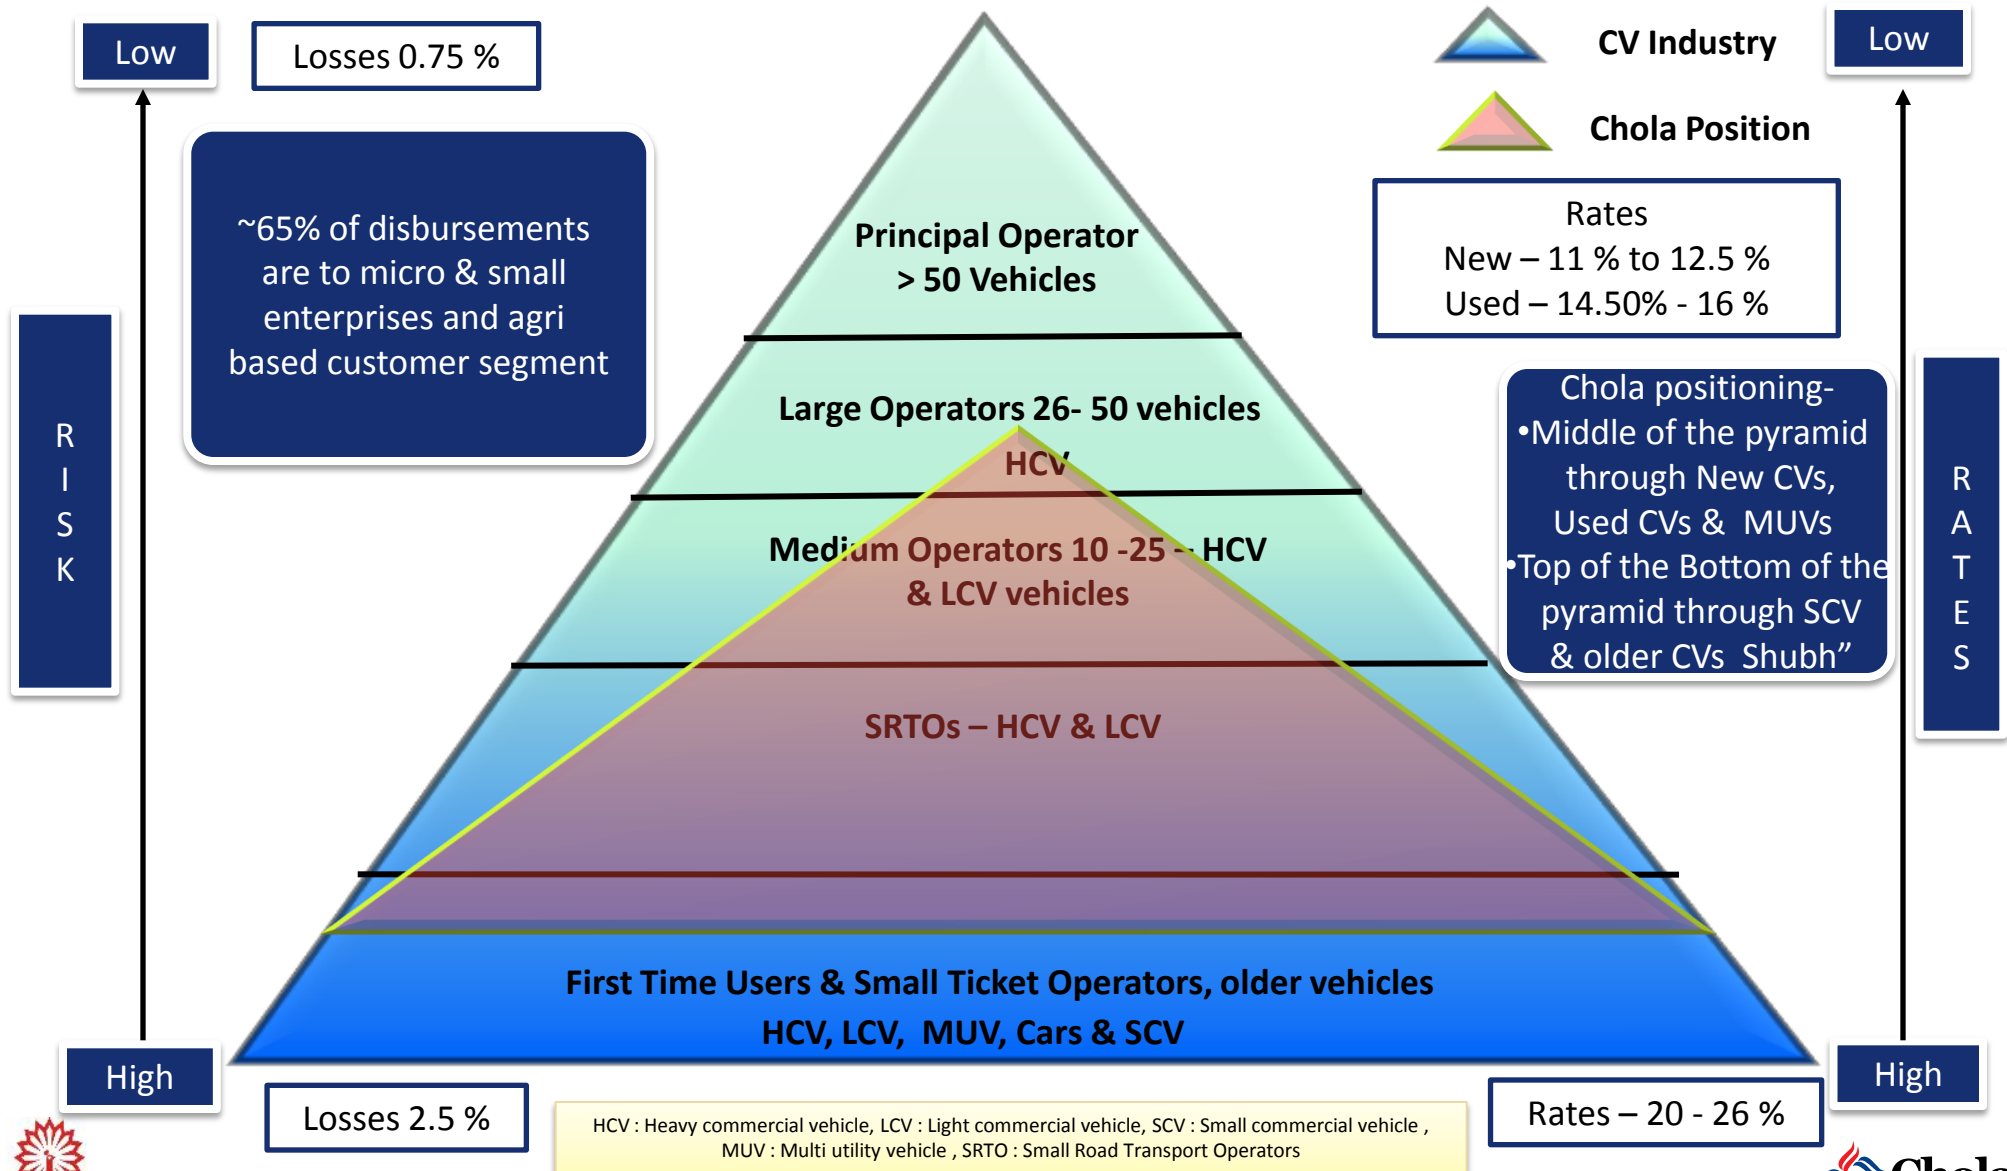 Low
Losses 0.75 %
CV Industry
Low
Chola Position
~65% of disbursements
are to micro & small
enterprises and agri
based customer segment
Rates
New – 11 % to 12.5 %
Used – 14.50% - 16 %
Principal Operator
> 50 Vehicles
Large Operators 26- 50 vehicles
HCV
Medium Operators 10 -25 – HCV
& LCV vehicles
SRTOs – HCV & LCV
First Time Users & Small Ticket Operators, older vehicles
HCV, LCV, MUV, Cars & SCV
R
I
S
K
Chola positioning-
•Middle of the pyramid
through New CVs,
Used CVs & MUVs
•Top of the Bottom of the
pyramid through SCV
& older CVs Shubh”
R
A
T
E
S
High
Losses 2.5 %
Rates – 20 - 26 %
High
HCV : Heavy commercial vehicle, LCV : Light commercial vehicle, SCV : Small commercial vehicle ,
MUV : Multi utility vehicle , SRTO : Small Road Transport Operators
Chola